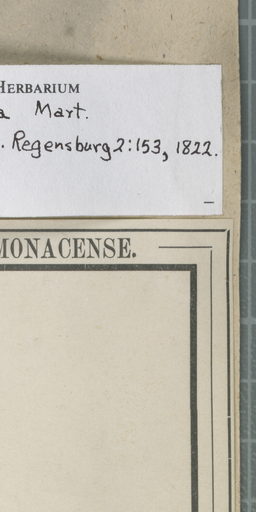 HERBARIUM
a Mart.
. Regensburg 2:153, 1822.
MONACENSE.